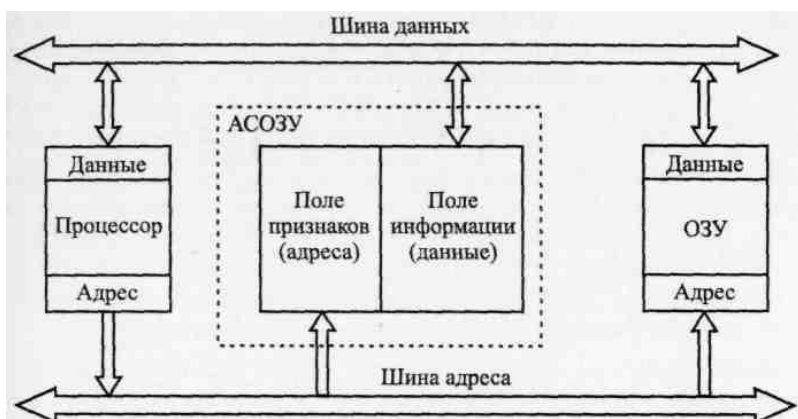 Шина данных
АСОЗУ
Данные
Процессор
Адрес
Поле
признаков
(адреса)
Поле
информации
(данные)
Данные
ОЗУ
Адрес
Шина адреса